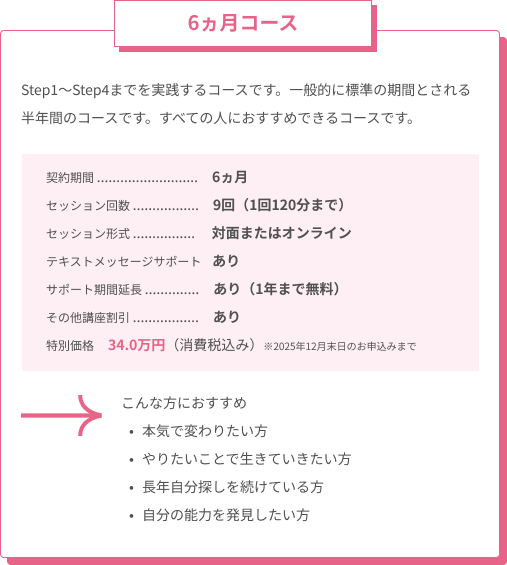 6ヵ月コース
Step1〜Step4までを実践するコースです。一般的に標準の期間とされる
半年間のコースです。すべての人におすすめできるコースです。
契約期間 .......................... 6ヵ月
セッション回数 ................. 9回（1回120分まで）
セッション形式 ................ 対面またはオンライン
テキストメッセージサポート あり
サポート期間延長 .............. あり（1年まで無料）
その他講座割引 ................. あり
特別価格 34.0万円（消費税込み）※2025年12月末日のお申込みまで
こんな方におすすめ
• 本気で変わりたい方
• やりたいことで生きていきたい方
• 長年自分探しを続けている方
• 自分の能力を発見したい方